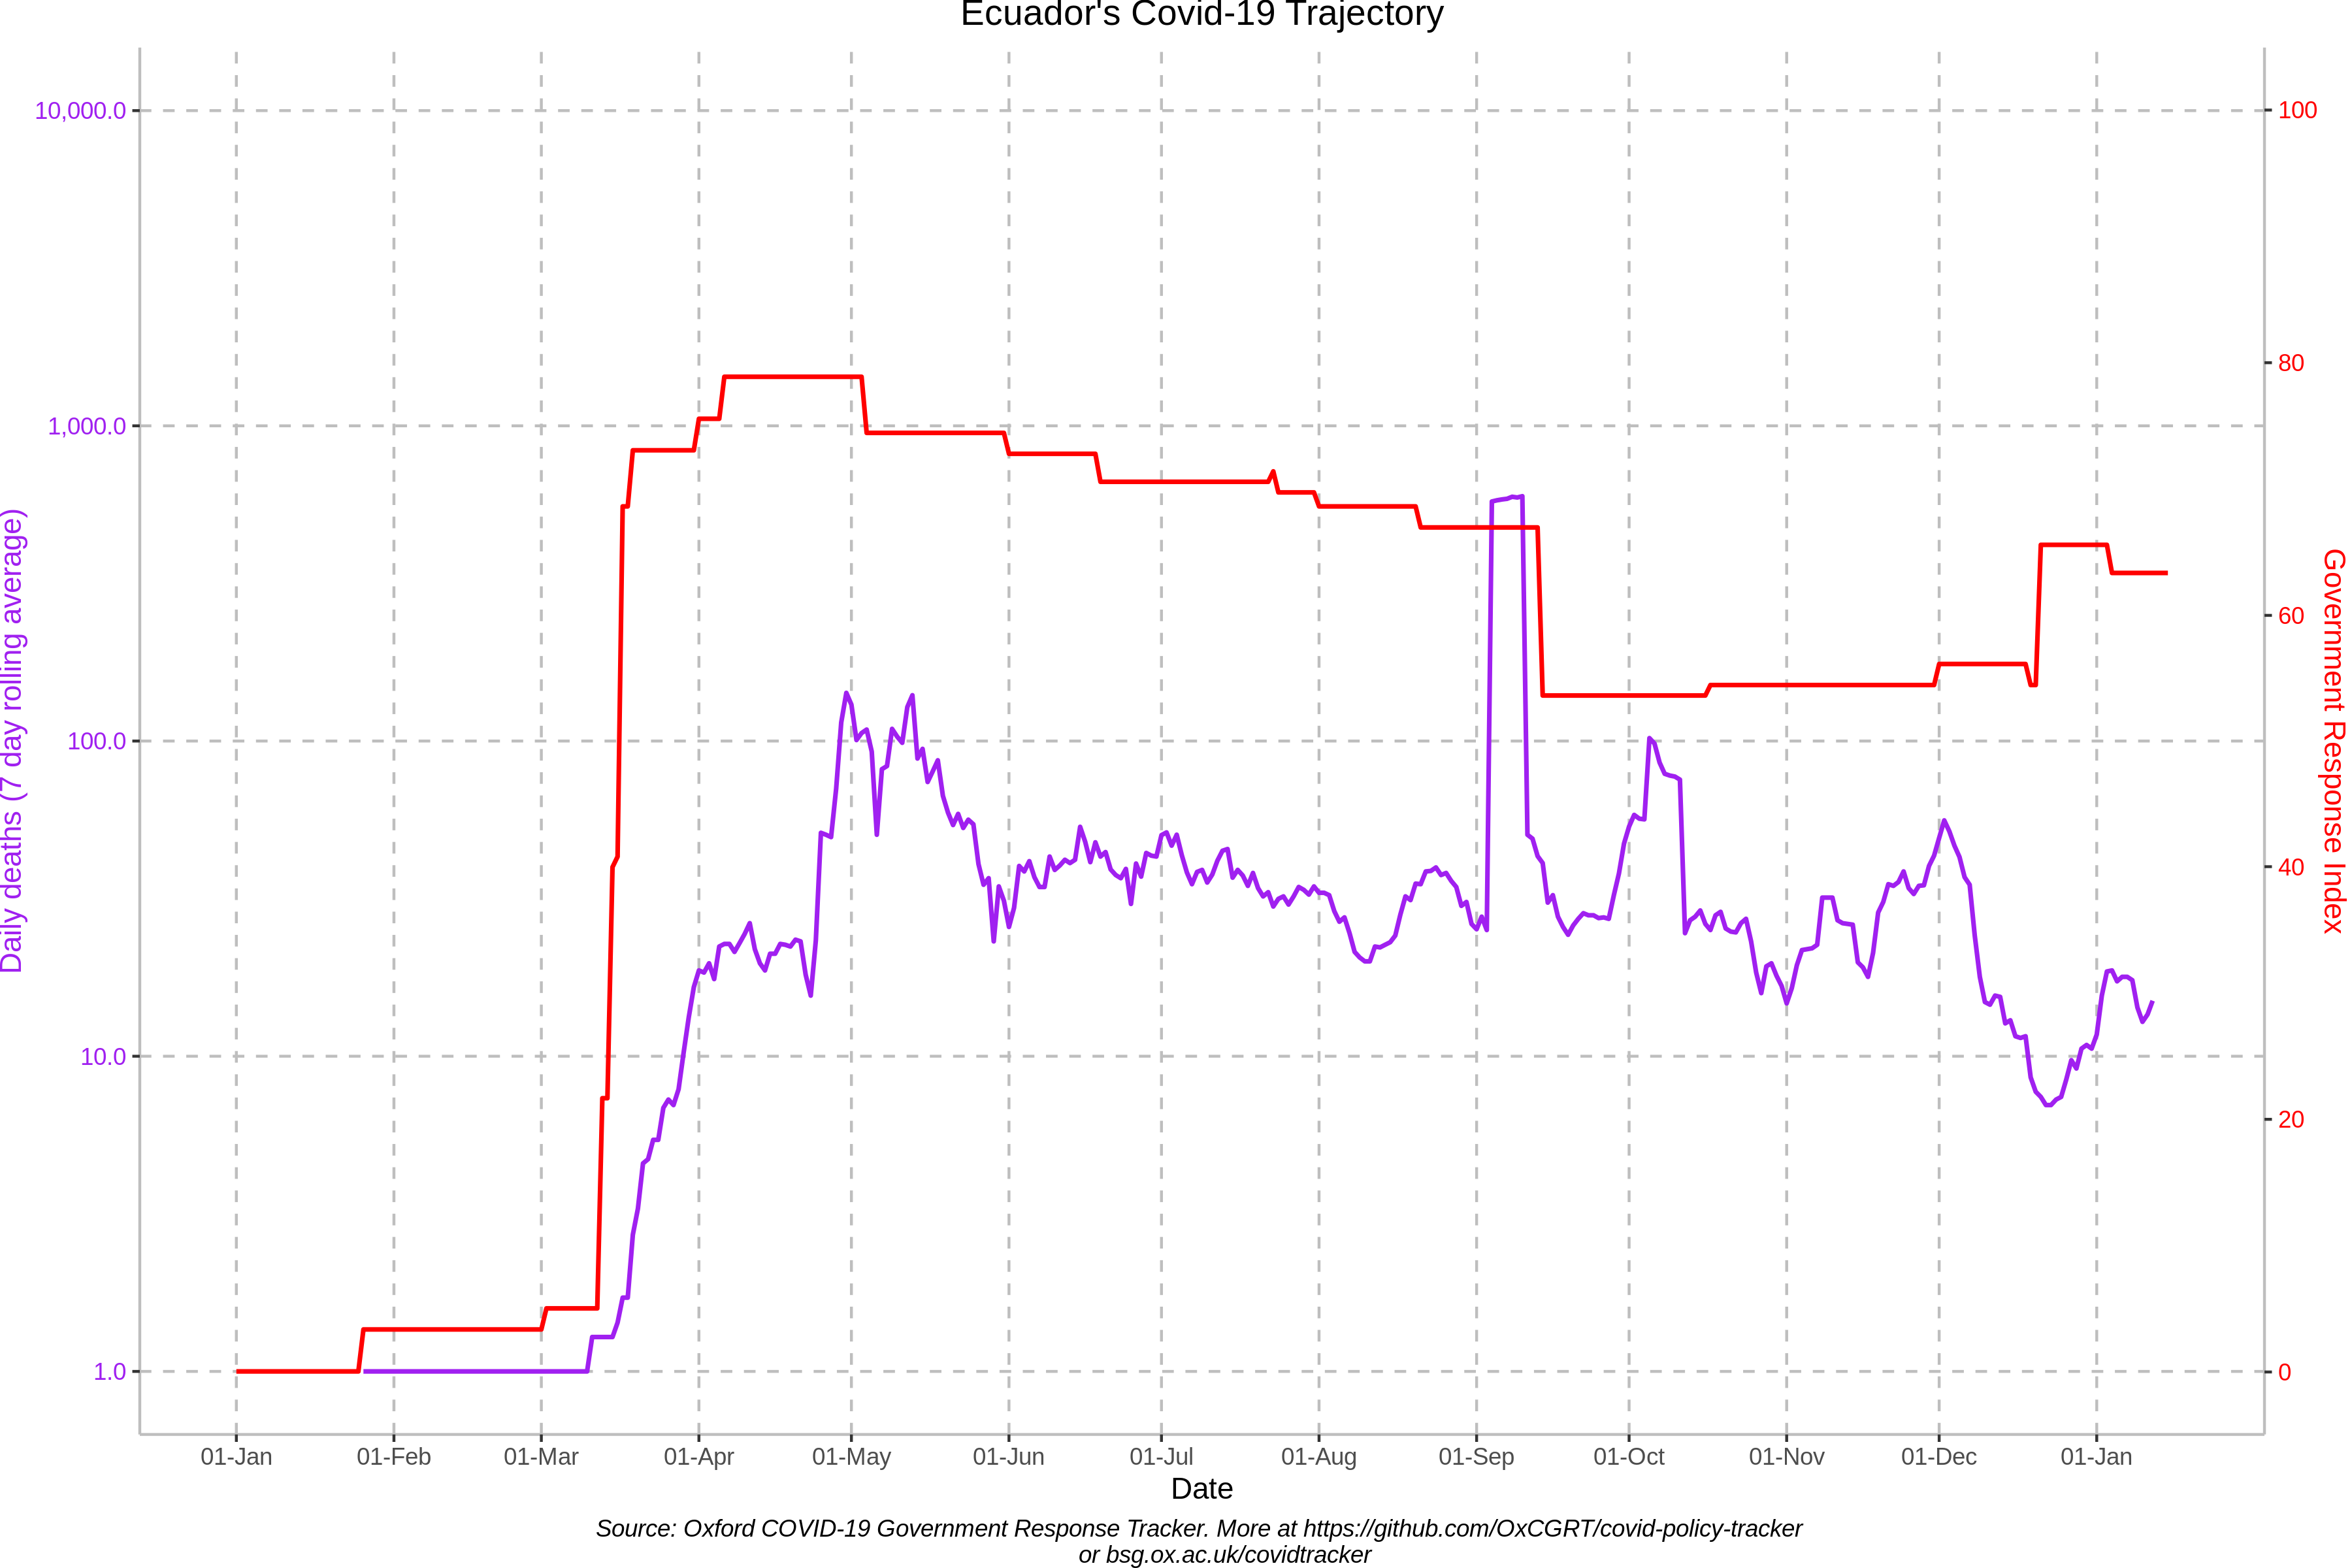 Ecuador's Covid-19 Trajectory
10,000.0
1,000.0
100.0
10.0
1.0
Daily deaths (7 day rolling average)
100
80
60
40
20
0
Government Response Index
01-Jan
01-Feb
01-Mar
01-Apr
01-May
01-Jun
01-Jul
01-Aug
01-Sep
01-Oct
01-Nov
01-Dec
01-Jan
Date
Source: Oxford COVID-19 Government Response Tracker. More at https://github.com/OxCGRT/covid-policy-tracker
or bsg.ox.ac.uk/covidtracker